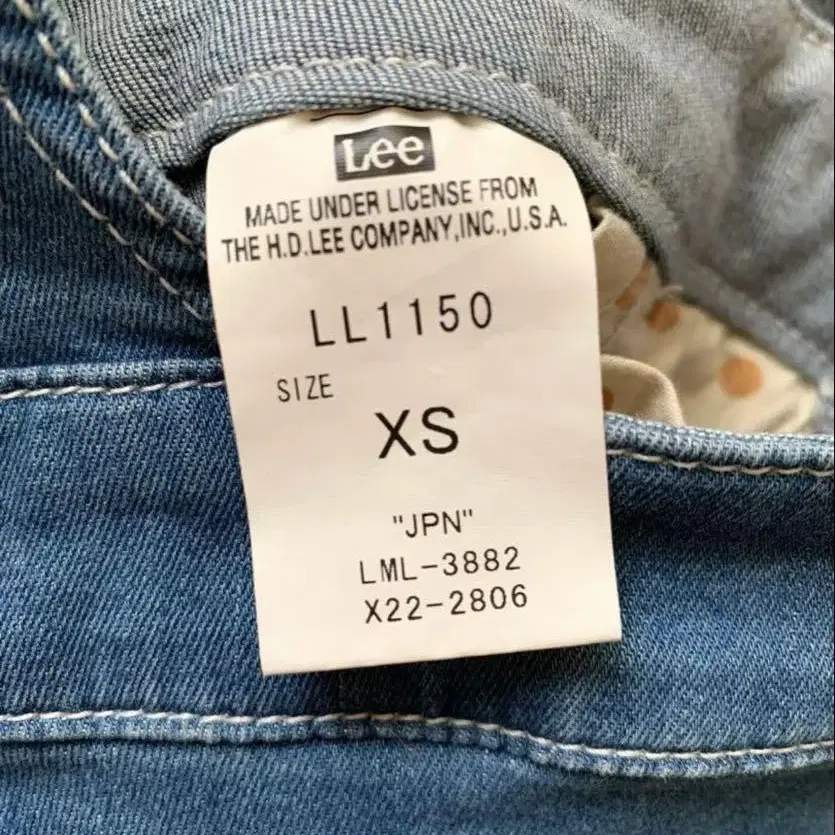 Lee
MADE UNDER LICENSE FROM
THE H.D.LEE COMPANY,INC.,U.S.A.
LL1150
SIZE
XS
"JPN"
LML-3882
X22-2806